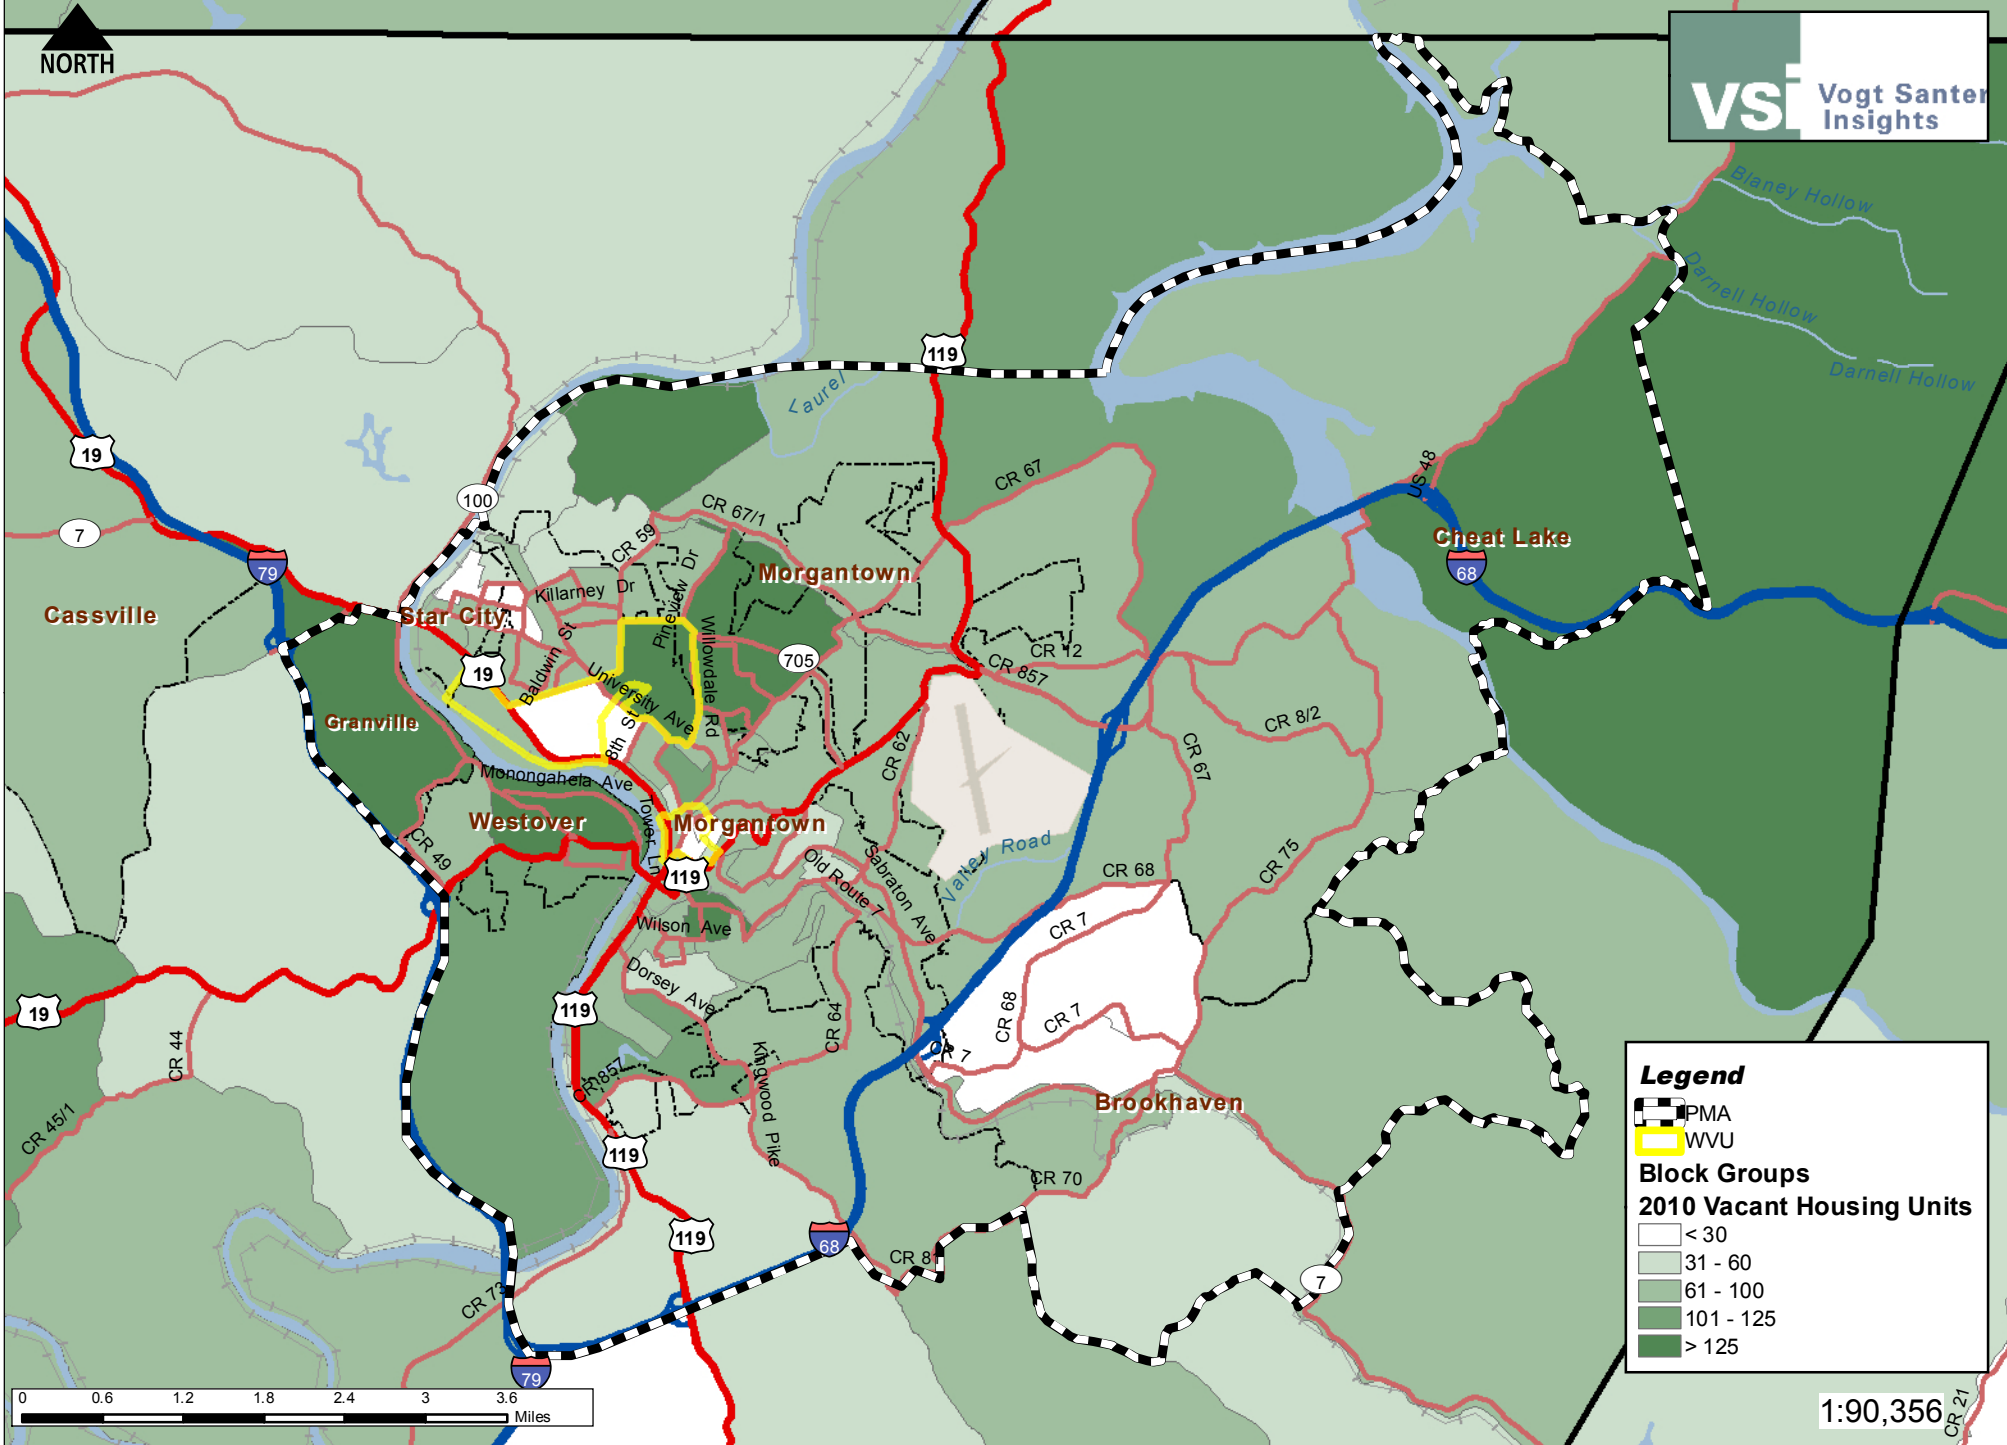 NORTH
vsi
Vogt Santer
Insights
Blaney Hollow
Darnell Hollow
Darnell Hollow
119
Laurel
19
100
7
79
CR 67
CR 67/1
CR 59
US 48
Cheat Lake
68
Morgantown
Killarney Dr
Pineview Dr
Cassville
Star City
Baldwin St
Willowdale Rd
705
CR 12
CR 857
19
University Ave
Granville
8th St
CR 62
CR 8/2
CR 67
Monongahela Ave
Westover
Tower Ln
Morgantown
CR 49
119
Old Route 7
Sabraton Ave
Valley Road
CR 68
CR 75
Wilson Ave
CR 7
Dorsey Ave
19
119
CR 64
CR 68
CR 7
CR 7
CR 44
CR 857
Kingwood Pike
CR 45/1
Brookhaven
119
CR 70
119
68
CR 81
7
CR 73
79
Legend
PMA
WVU
Block Groups
2010 Vacant Housing Units
< 30
31 - 60
61 - 100
101 - 125
> 125
0 0.6 1.2 1.8 2.4 3 3.6
Miles
1:90,356
CR 21